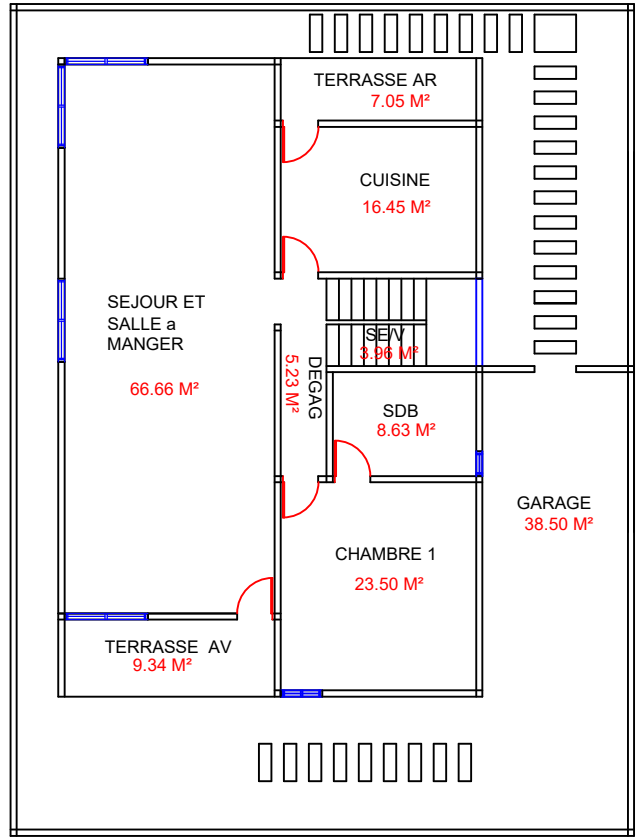 TERRASSE AR
7.05 M²
CUISINE
16.45 M²
SEJOUR ET
SALLE a
MANGER
66.66 M²
SE/V
3.96 M²
DEGAG
5.23 M²
SDB
8.63 M²
GARAGE
38.50 M²
CHAMBRE 1
23.50 M²
TERRASSE AV
9.34 M²